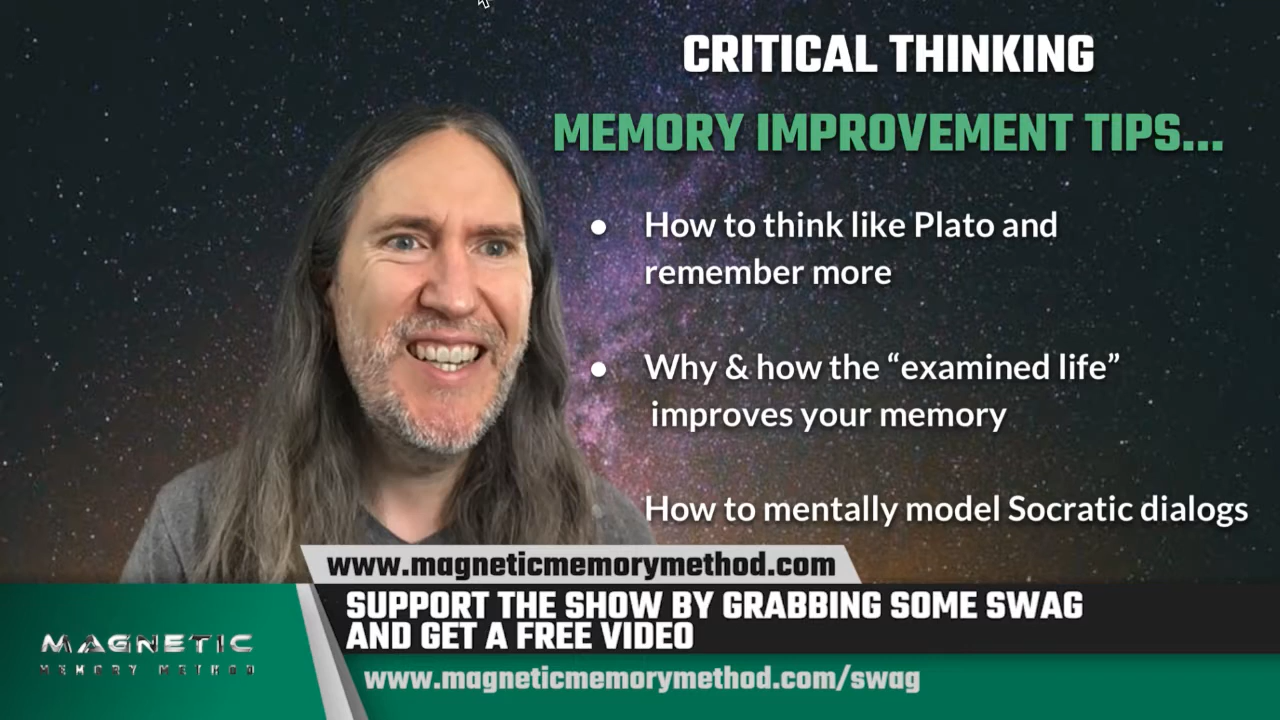 CRITICAL THINKING
MEMORY IMPROVEMENT TIPS...
● How to think like Plato and
remember more
● Why & how the “examined life”
improves your memory
How to mentally model Socratic dialogs
www.magneticmemorymethod.com
SUPPORT THE SHOW BY GRABBING SOME SWAG
AND GET A FREE VIDEO
www.magneticmemorymethod.com/swag
MAGNETIC
MEMORY METHOD